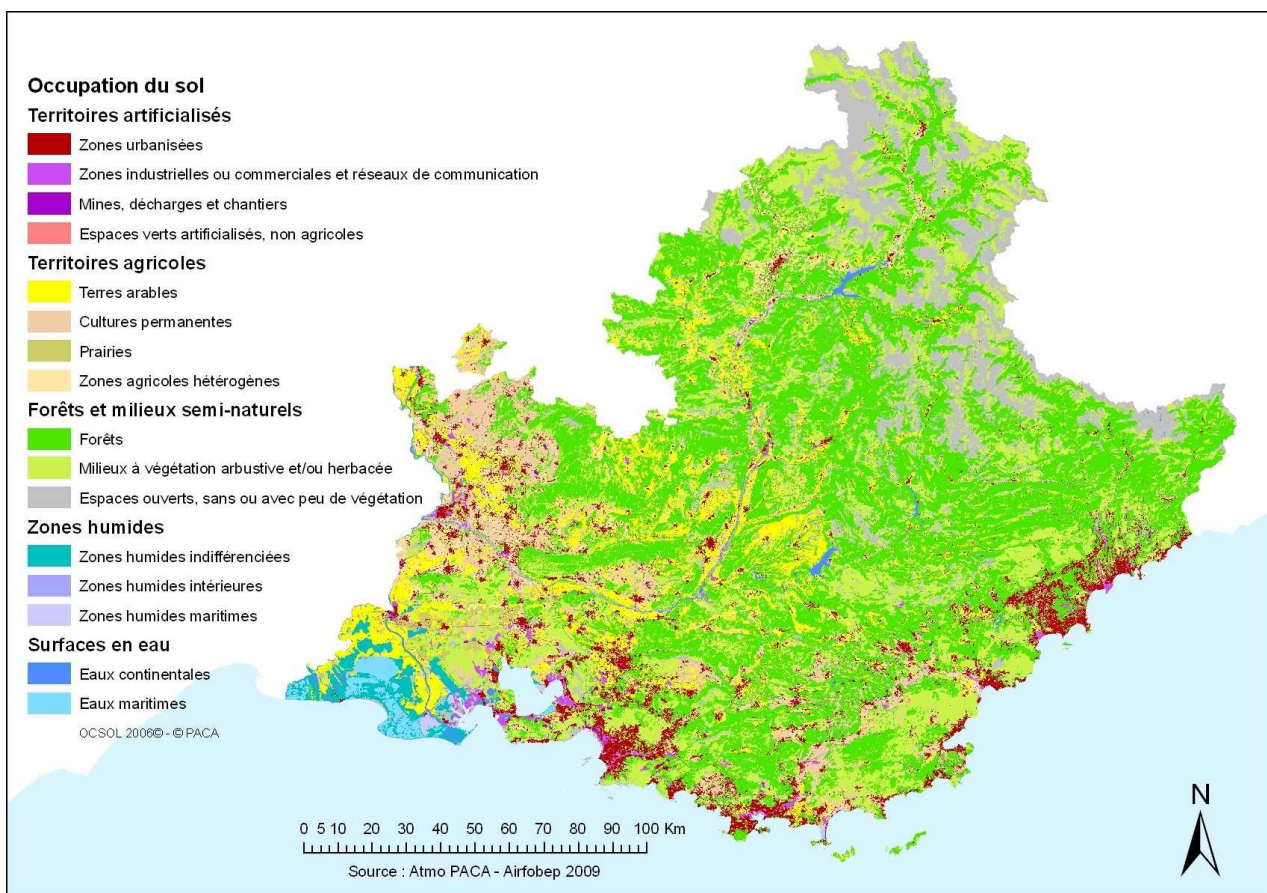 Occupation du sol
Territoires artificialisés
Zones urbanisées
Zones industrielles ou commerciales et réseaux de communication
Mines, décharges et chantiers
Espaces verts artificialisés, non agricoles
Territoires agricoles
Terres arables
Cultures permanentes
Prairies
Zones agricoles hétérogènes
Forêts et milieux semi-naturels
Forêts
Milieux à végétation arbustive et/ou herbacée
Espaces ouverts, sans ou avec peu de végétation
Zones humides
Zones humides indifférenciées
Zones humides intérieures
Zones humides maritimes
Surfaces en eau
Eaux continentales
Eaux maritimes
OCSOL 2006© - © PACA
0 5 10 20 30 40 50 60 70 80 90 100 Km
Source : Atmo PACA - Airfobep 2009
N